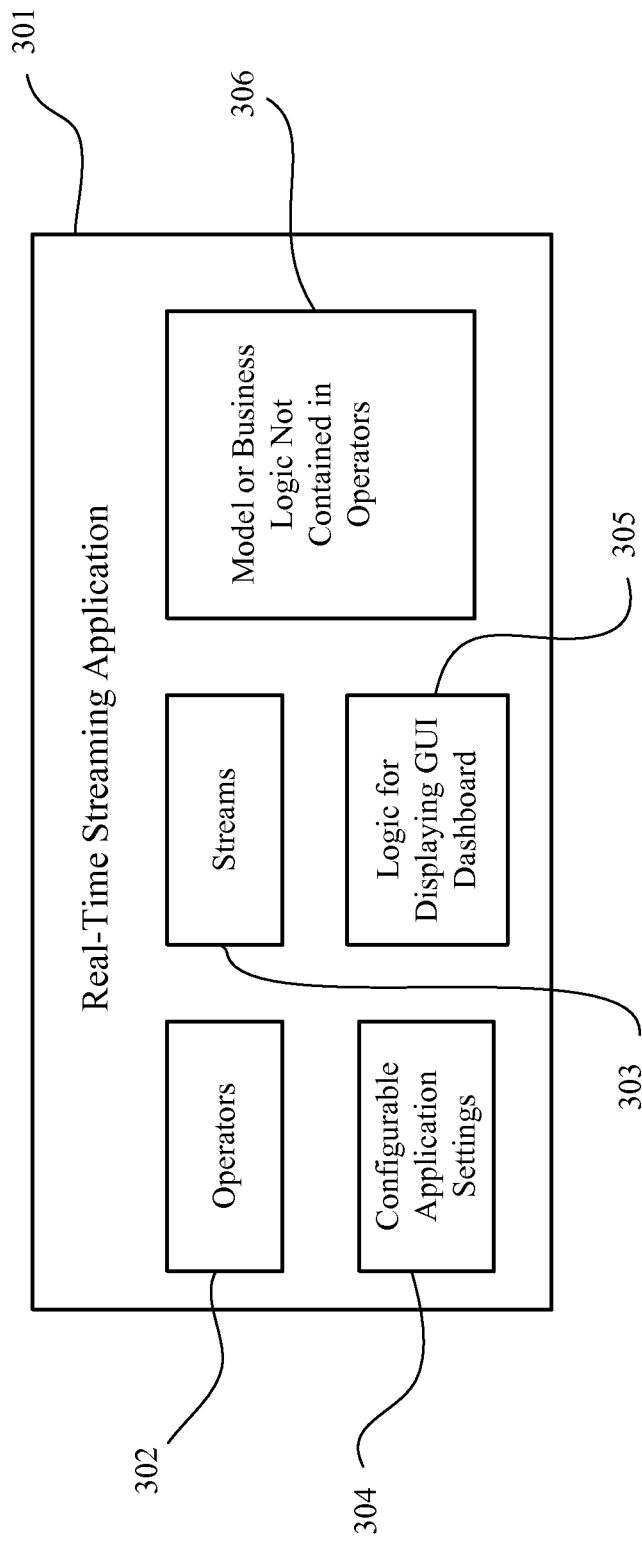 301
Real-Time Streaming Application
302
Operators
Streams
Model or Business
Logic Not
Contained in
Operators
306
Configurable
Application
Settings
Logic for
Displaying GUI
Dashboard
304
303
305